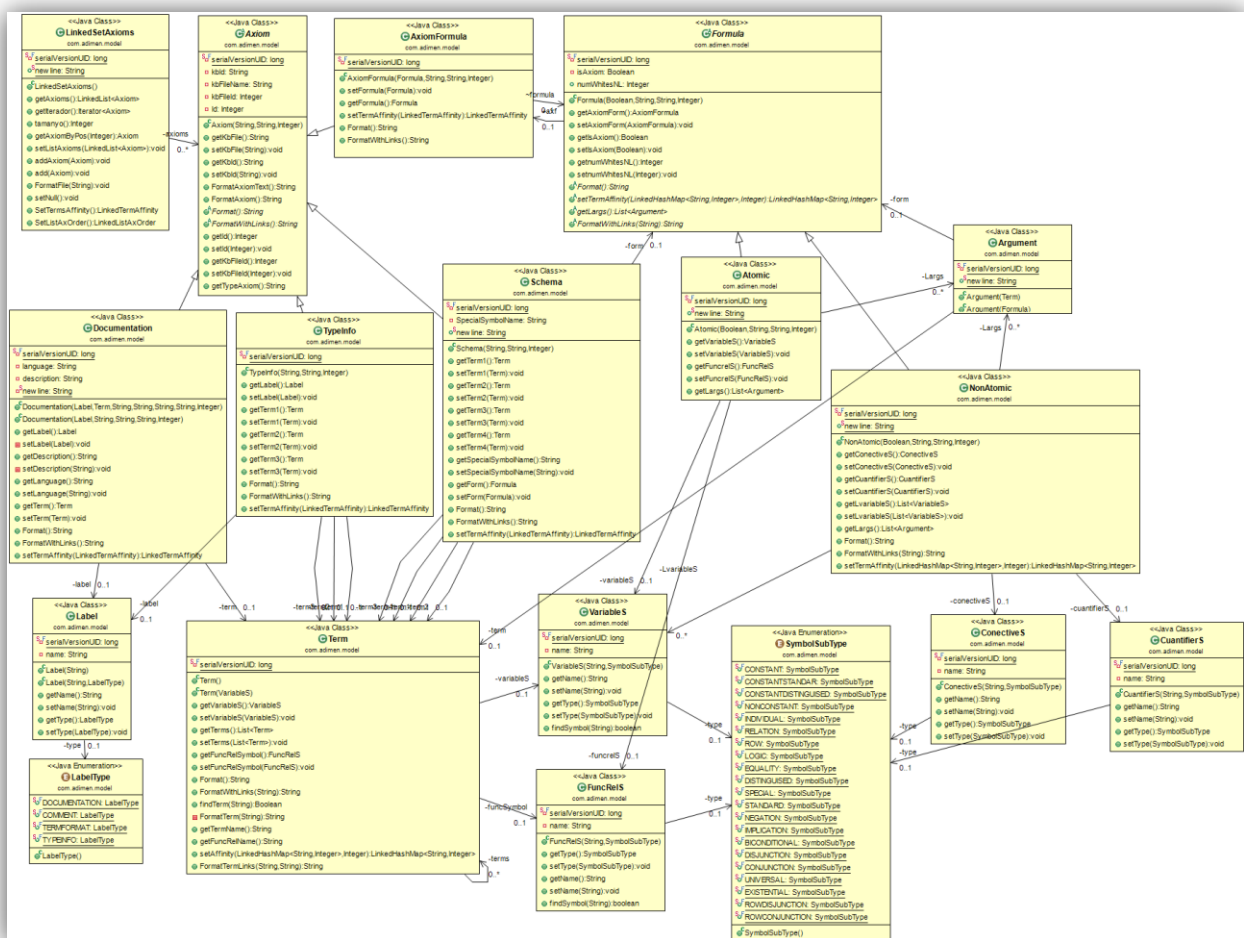 <<Java Class>>
LinkedSetAxioms
com.adimen.model
serialVersionUID: long
new line: String
LinkedSetAxioms()
getAxioms():LinkedList<Axiom>
getIterador():Iterator<Axiom>
tamanyo():Integer
getAxiomByPos(Integer):Axiom
setListAxioms(LinkedList<Axiom>):void
addAxiom(Axiom):void
add(Axiom):void
FormatFile(String):void
setNull():void
SetTermsAffinity():LinkedTermAffinity
SetListAxOrder():LinkedListAxOrder
~axioms
0..*
<<Java Class>>
Axiom
com.adimen.model
serialVersionUID: long
kbId: String
kbFileName: String
kbFileId: Integer
id: Integer
Axiom(String,String,Integer)
getKbFile():String
setKbFile(String):void
getKbId():String
setKbId(String):void
FormatAxiomText():String
FormatAxiom():String
Format():String
FormatWithLinks():String
getId():Integer
setId(Integer):void
getKbFileId():Integer
setKbFileId(Integer):void
getTypeAxiom():String
<<Java Class>>
AxiomFormula
com.adimen.model
serialVersionUID: long
AxiomFormula(Formula,String,String,Integer)
setFormula(Formula):void
getFormula():Formula
setTermAffinity(LinkedTermAffinity):LinkedTermAffinity
Format():String
FormatWithLinks():String
~formula
0..1
<<Java Class>>
Formula
com.adimen.model
serialVersionUID: long
isAxiom: Boolean
numWhitesNL: Integer
Formula(Boolean,String,String,Integer)
getAxiomForm():AxiomFormula
setAxiomForm(AxiomFormula):void
getIsAxiom():Boolean
setIsAxiom(Boolean):void
getnumWhitesNL():Integer
setnumWhitesNL(Integer):void
Format():String
setTermAffinity(LinkedHashMap<String,Integer>,Integer):LinkedHashMap<String,Integer>
getLargs():List<Argument>
FormatWithLinks(String):String
-form
0..1
<<Java Class>>
Argument
com.adimen.model
serialVersionUID: long
new line: String
Argument(Term)
Argument(Formula)
-form 0..1
-Largs
0..*
-Largs 0..*
<<Java Class>>
Documentation
com.adimen.model
serialVersionUID: long
language: String
description: String
new line: String
Documentation(Label,Term,String,String,String,String,Integer)
Documentation(Label,String,String,String,Integer)
getLabel():Label
setLabel(Label):void
getDescription():String
setDescription(String):void
getLanguage():String
setLanguage(String):void
getTerm():Term
setTerm(Term):void
Format():String
FormatWithLinks():String
setTermAffinity(LinkedTermAffinity):LinkedTermAffinity
<<Java Class>>
TypeInfo
com.adimen.model
serialVersionUID: long
TypeInfo(String,String,Integer)
getLabel():Label
setLabel(Label):void
getTerm1():Term
setTerm1(Term):void
getTerm2():Term
setTerm2(Term):void
getTerm3():Term
setTerm3(Term):void
Format():String
FormatWithLinks():String
setTermAffinity(LinkedTermAffinity):LinkedTermAffinity
<<Java Class>>
Schema
com.adimen.model
serialVersionUID: long
SpecialSymbolName: String
new line: String
Schema(String,String,Integer)
getTerm1():Term
setTerm1(Term):void
getTerm2():Term
setTerm2(Term):void
getTerm3():Term
setTerm3(Term):void
getTerm4():Term
setTerm4(Term):void
getSpecialSymbolName():String
setSpecialSymbolName(String):void
getForm():Formula
setForm(Formula):void
Format():String
FormatWithLinks():String
setTermAffinity(LinkedTermAffinity):LinkedTermAffinity
<<Java Class>>
Atomic
com.adimen.model
serialVersionUID: long
new line: String
Atomic(Boolean,String,String,Integer)
getVariableS():VariableS
setVariableS(VariableS):void
getFuncrelS():FuncRelS
setFuncrelS(FuncRelS):void
getLargs():List<Argument>
<<Java Class>>
NonAtomic
com.adimen.model
serialVersionUID: long
new line: String
NonAtomic(Boolean,String,String,Integer)
getConectiveS():ConectiveS
setConectiveS(ConectiveS):void
getCuantifierS():CuantifierS
setCuantifierS(CuantifierS):void
getLvariableS():List<VariableS>
setLvariableS(List<VariableS>):void
getLargs():List<Argument>
Format():String
FormatWithLinks(String):String
setTermAffinity(LinkedHashMap<String,Integer>,Integer):LinkedHashMap<String,Integer>
-label 0..1
-label
0..1
-term 0..1
-variableS 0..1
-LvariableS
0..*
-conectiveS 0..1
-cuantifierS
0..1
<<Java Class>>
Label
com.adimen.model
serialVersionUID: long
name: String
Label(String)
Label(String,LabelType)
getName():String
setName(String):void
getType():LabelType
setType(LabelType):void
-type 0..1
<<Java Enumeration>>
LabelType
com.adimen.model
DOCUMENTATION: LabelType
COMMENT: LabelType
TERMFORMAT: LabelType
TYPEINFO: LabelType
LabelType()
<<Java Class>>
Term
com.adimen.model
serialVersionUID: long
Term()
Term(VariableS)
getVariableS():VariableS
setVariableS(VariableS):void
getTerms():List<Term>
setTerms(List<Term>):void
getFuncRelSymbol():FuncRelS
setFuncRelSymbol(FuncRelS):void
Format():String
FormatWithLinks(String):String
findTerm(String):Boolean
FormatTerm(String):String
getTermName():String
getFuncRelName():String
setAffinity(LinkedHashMap<String,Integer>,Integer):LinkedHashMap<String,Integer>
FormatTermLinks(String,String):String
-term
0..1
-variableS
0..1
-funcSymbol
0..1
-terms
0..*
<<Java Class>>
VariableS
com.adimen.model
serialVersionUID: long
name: String
VariableS(String,SymbolSubType)
getName():String
setName(String):void
getType():SymbolSubType
setType(SymbolSubType):void
findSymbol(String):boolean
-funcrelS 0..1
<<Java Class>>
FuncRelS
com.adimen.model
serialVersionUID: long
name: String
FuncRelS(String,SymbolSubType)
getType():SymbolSubType
setType(SymbolSubType):void
getName():String
setName(String):void
findSymbol(String):boolean
-type
0..1
-type
0..1
<<Java Enumeration>>
SymbolSubType
com.adimen.model
CONSTANT: SymbolSubType
CONSTANTSTANDAR: SymbolSubType
CONSTANTDISTINGUISED: SymbolSubType
NONCONSTANT: SymbolSubType
INDIVIDUAL: SymbolSubType
RELATION: SymbolSubType
ROW: SymbolSubType
LOGIC: SymbolSubType
EQUALITY: SymbolSubType
DISTINGUISED: SymbolSubType
SPECIAL: SymbolSubType
STANDARD: SymbolSubType
NEGATION: SymbolSubType
IMPLICATION: SymbolSubType
BICONDITIONAL: SymbolSubType
DISJUNCTION: SymbolSubType
CONJUNCTION: SymbolSubType
UNIVERSAL: SymbolSubType
EXISTENTIAL: SymbolSubType
ROWDISJUNCTION: SymbolSubType
ROWCONJUNCTION: SymbolSubType
SymbolSubType()
<<Java Class>>
ConectiveS
com.adimen.model
serialVersionUID: long
name: String
ConectiveS(String,SymbolSubType)
getName():String
setName(String):void
getType():SymbolSubType
setType(SymbolSubType):void
-type
0..1
-type
0..1
<<Java Class>>
CuantifierS
com.adimen.model
serialVersionUID: long
name: String
CuantifierS(String,SymbolSubType)
getName():String
setName(String):void
getType():SymbolSubType
setType(SymbolSubType):void